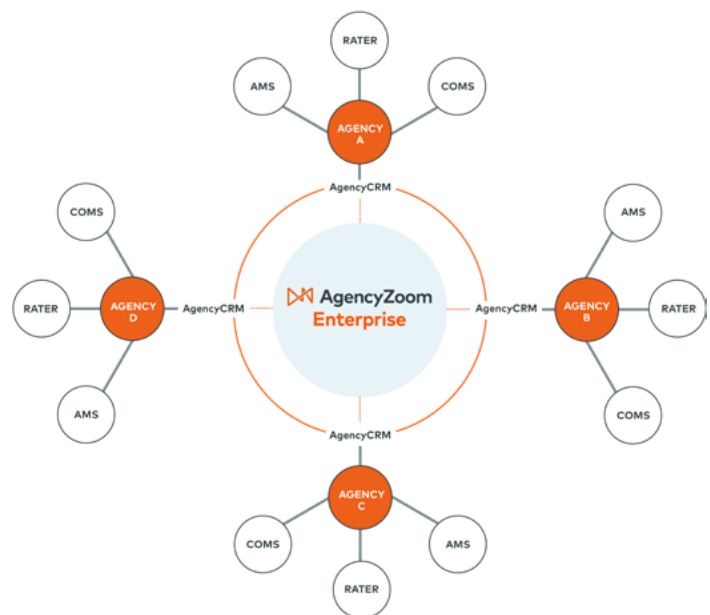 RATER
AMS
COMS
AGENCY
A
AgencyCRM
COMS
AMS
RATER
AGENCY
D
AgencyCRM
AgencyZoom
Enterprise
AgencyCRM
AGENCY
B
RATER
AMS
COMS
AgencyCRM
AGENCY
C
COMS
AMS
RATER